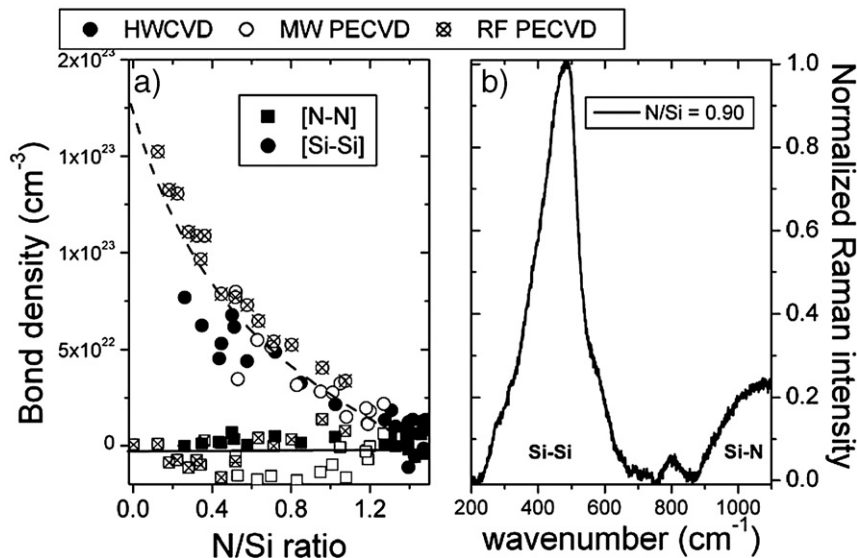 HWCVD MW PECVD RF PECVD
a)
[N-N]
[Si-Si]
2x10²³
1x10²³
1x10²³
5x10²²
0
Bond density (cm⁻³)
0.0 0.4 0.8 1.2
N/Si ratio
b)
N/Si = 0.90
Si-Si
Si-N
1.0
0.8
0.6
0.4
0.2
0.0
Normalized Raman intensity
200 400 600 800 1000
wavenumber (cm⁻¹)